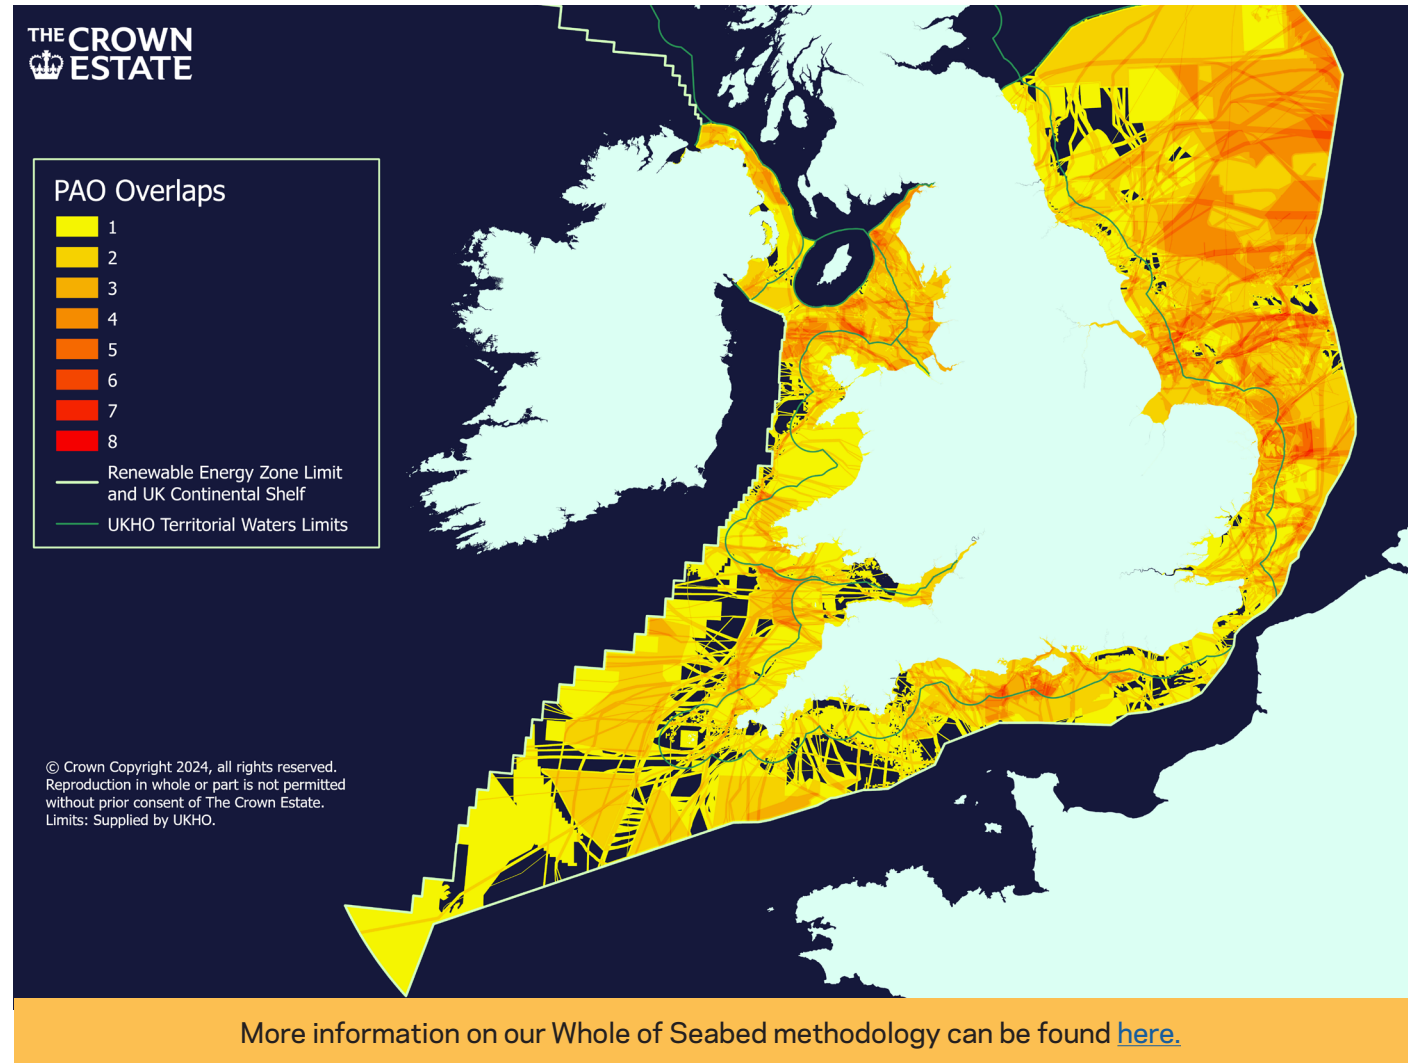 THE CROWN
ESTATE
PAO Overlaps
1
2
3
4
5
6
7
8
Renewable Energy Zone Limit
and UK Continental Shelf
UKHO Territorial Waters Limits
© Crown Copyright 2024, all rights reserved.
Reproduction in whole or part is not permitted
without prior consent of The Crown Estate.
Limits: Supplied by UKHO.
More information on our Whole of Seabed methodology can be found here.